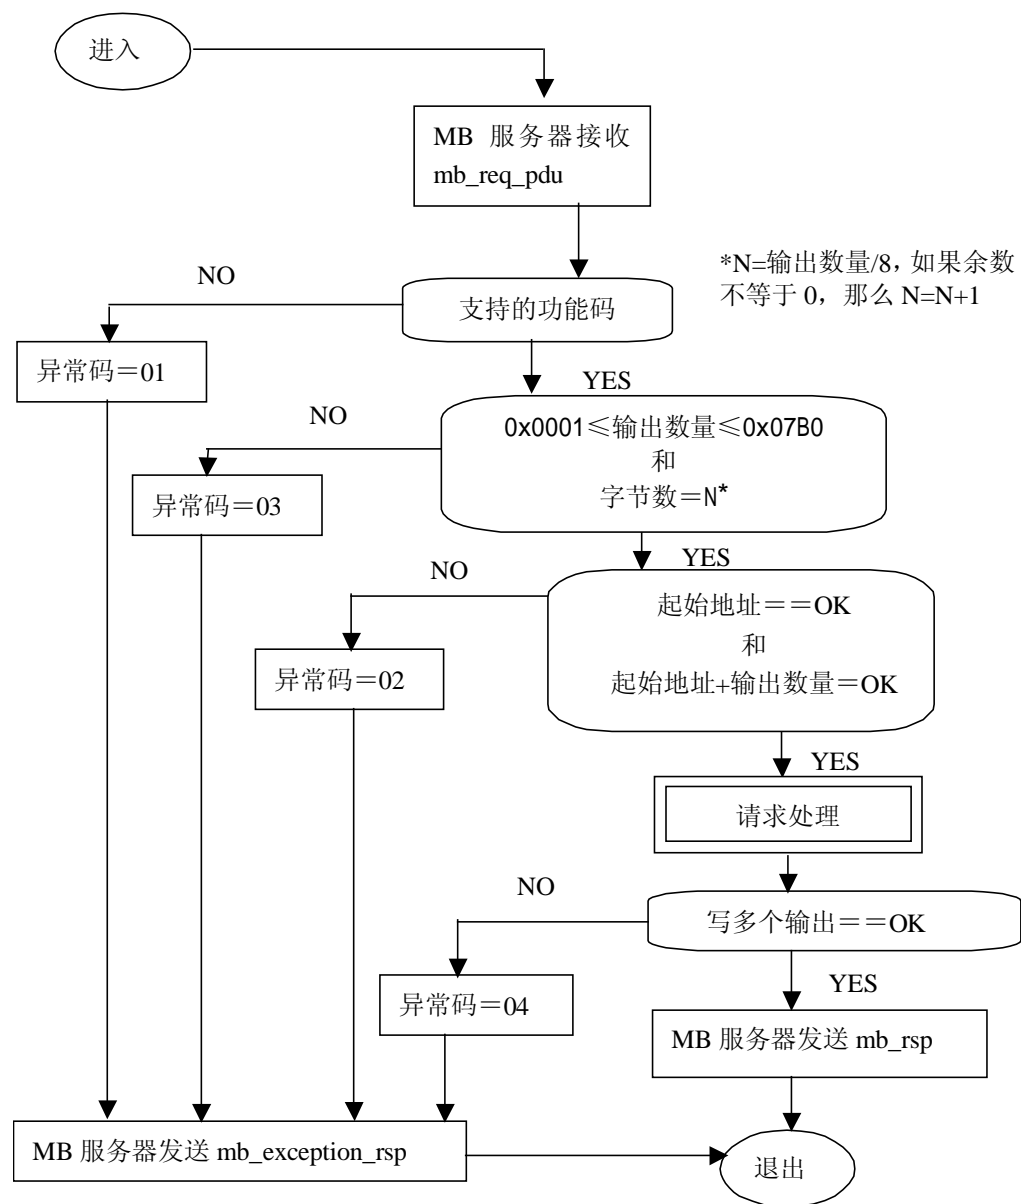 进入
MB 服务器接收
mb_req_pdu
*N=输出数量/8，如果余数
不等于 0，那么 N=N+1
NO
支持的功能码
异常码＝01
YES
NO
0x0001≤输出数量≤0x07B0
和
字节数＝N*
异常码＝03
YES
NO
起始地址＝＝OK
和
起始地址+输出数量＝OK
异常码＝02
YES
请求处理
NO
写多个输出＝＝OK
YES
异常码＝04
MB 服务器发送 mb_rsp
MB 服务器发送 mb_exception_rsp
退出